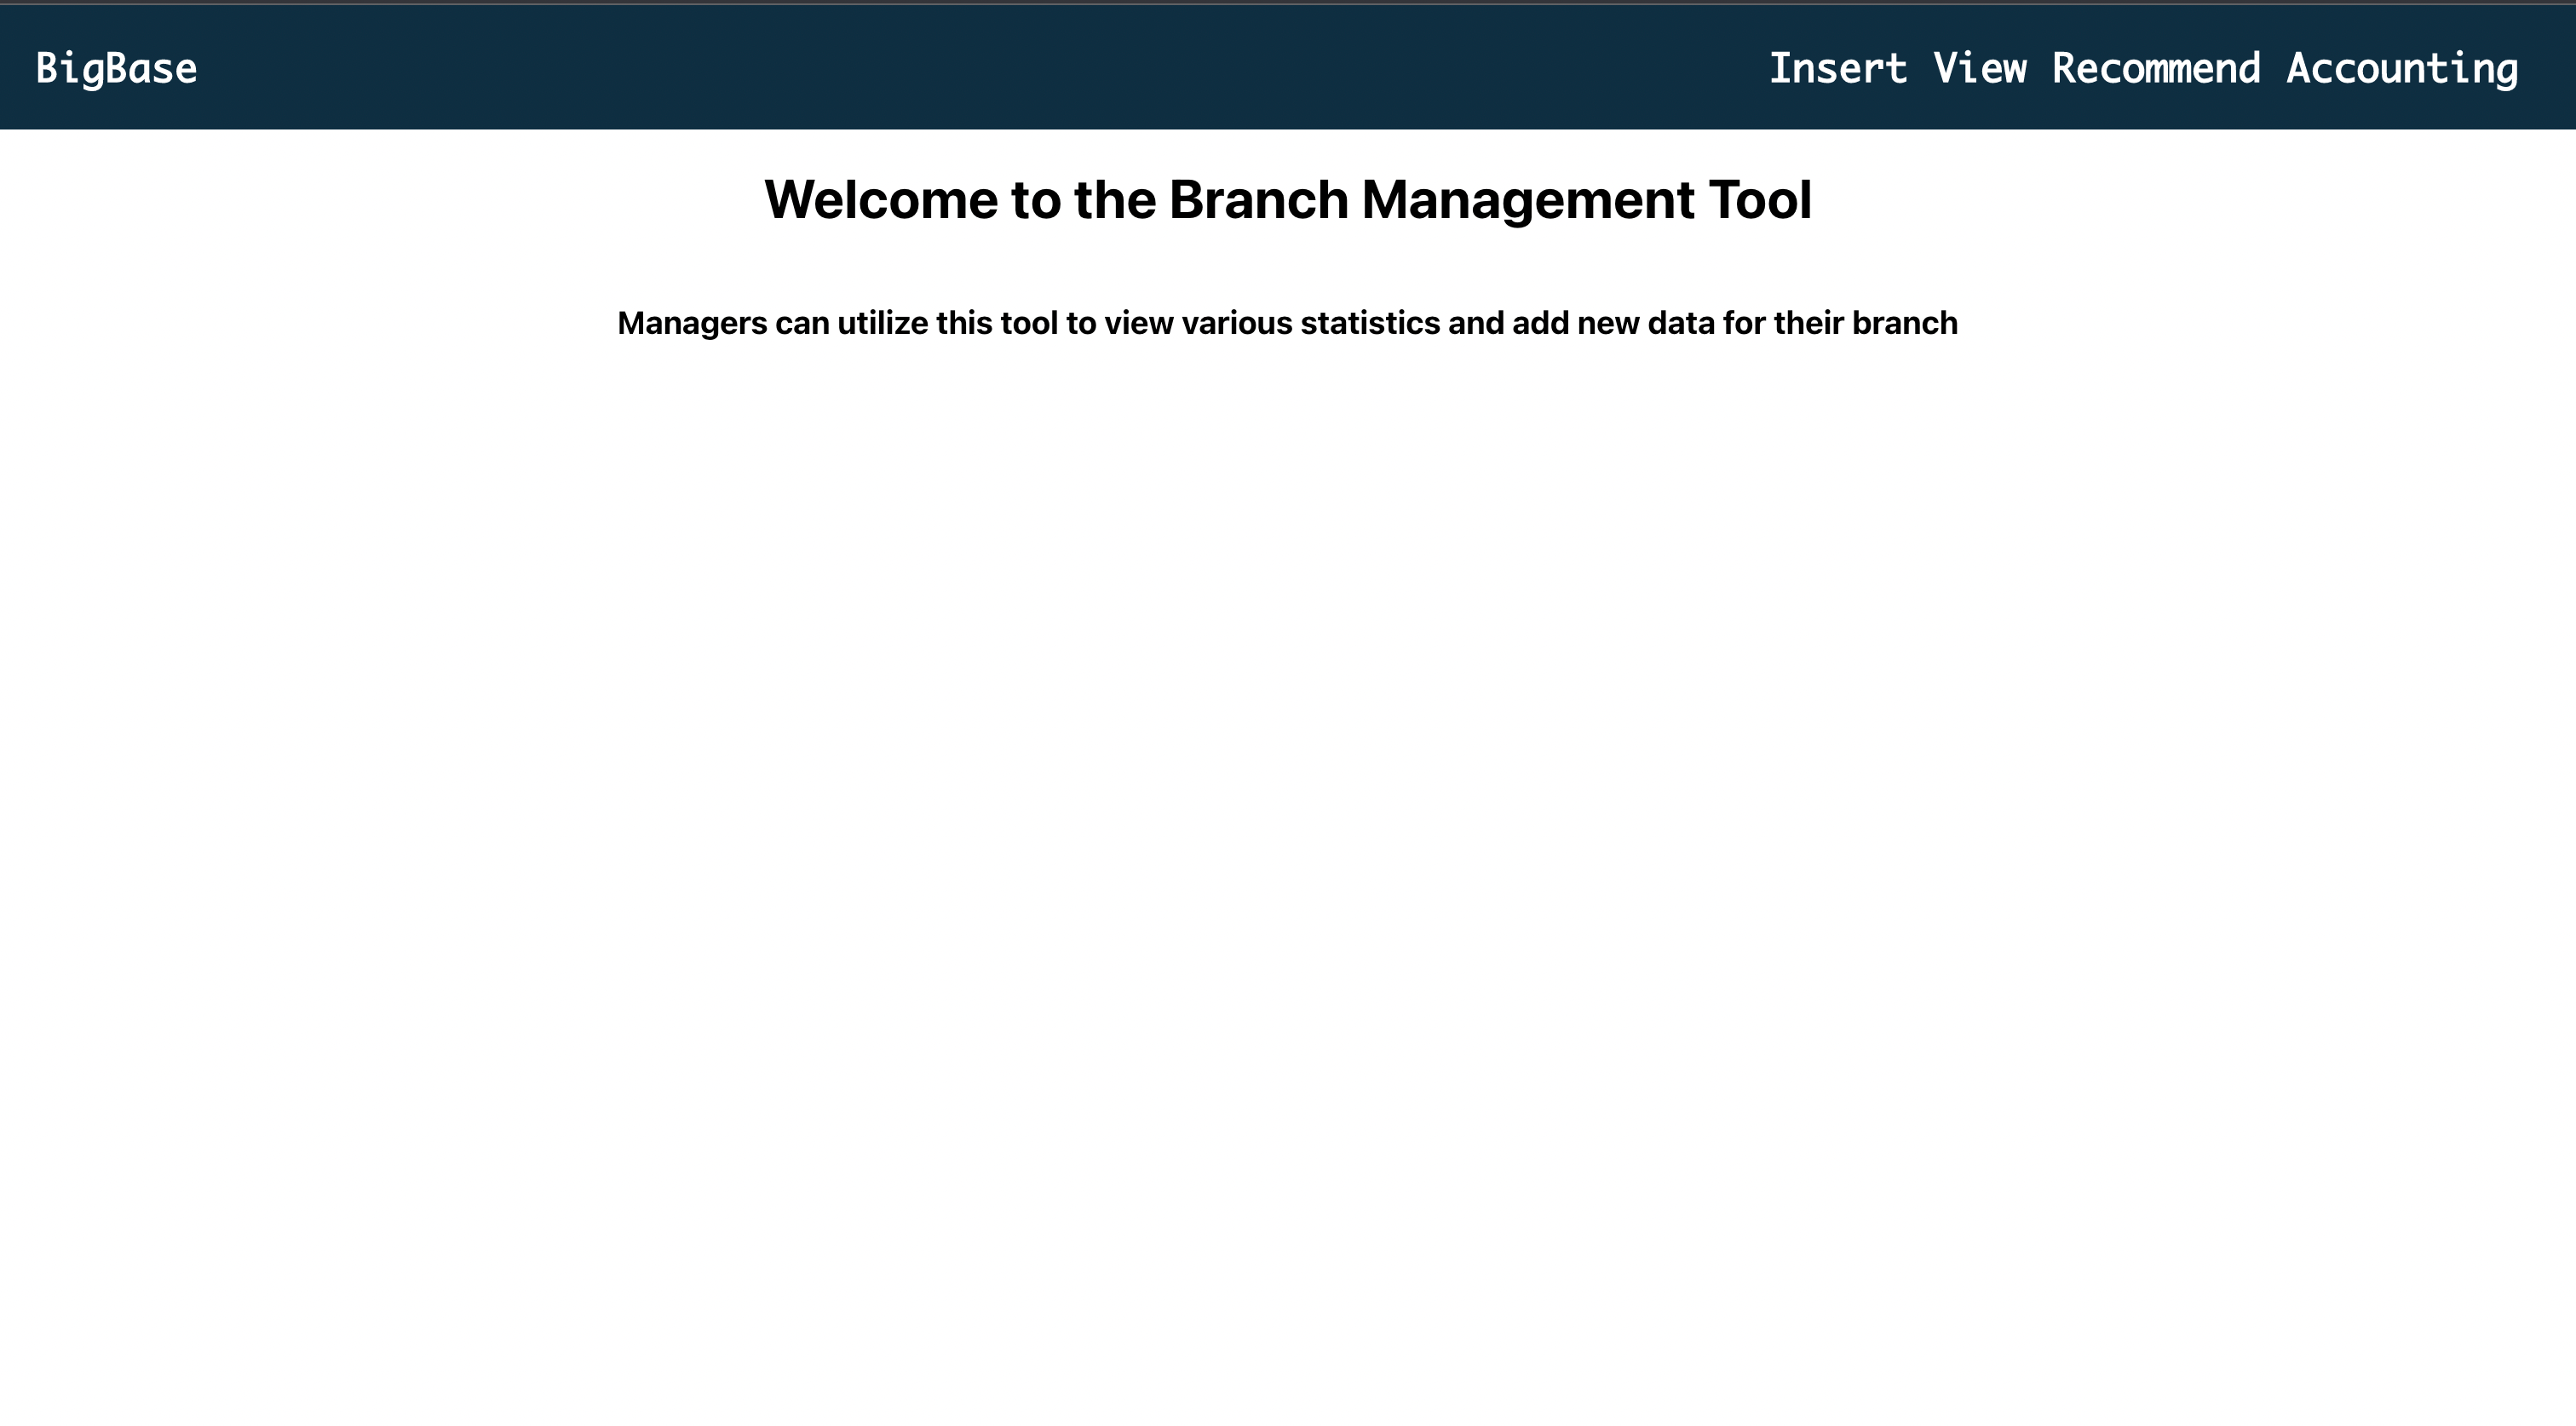 BigBase Insert View Recommend Accounting
Welcome to the Branch Management Tool
Managers can utilize this tool to view various statistics and add new data for their branch